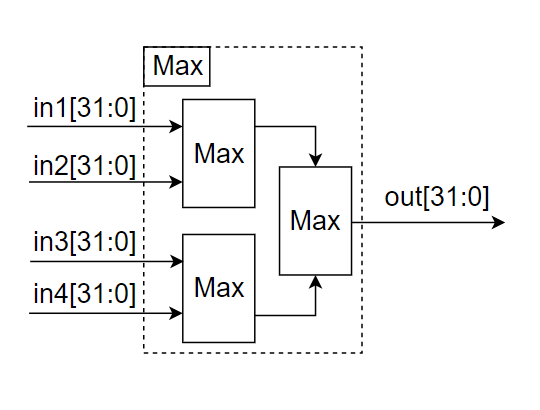 Max
in1[31:0]
in2[31:0]
Max
in3[31:0]
in4[31:0]
Max
Max
out[31:0]